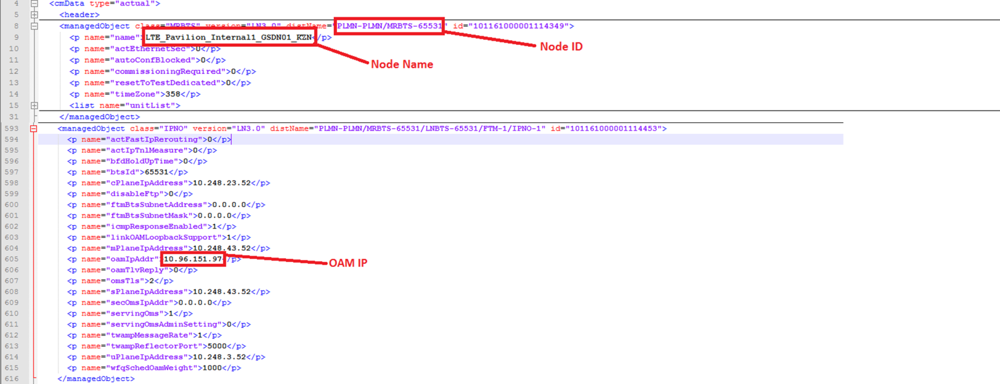 4 <cmData type="actual">
5 <header>
8 <managedObject class="MRBTS" version="LN3.0" distName="PLMN-PLMN/MRBTS-65531" id="101161000001114349">
9 <p name="name">LTE_Pavilion_Internal1_GSDN01_KZN</p>
Node ID
10 <p name="actEthernetSec">0</p>
11 <p name="autoConfBlocked">0</p>
Node Name
12 <p name="commissioningRequired">0</p>
13 <p name="resetToTestDedicated">0</p>
14 <p name="timeZone">358</p>
15 <list name="unitList">
31 </managedObject>
593 <managedObject class="IPNO" version="LN3.0" distName="PLMN-PLMN/MRBTS-65531/LNBTS-65531/FTM-1/IPNO-1" id="101161000001114453">
594 <p name="actFastIpRerouting">0</p>
595 <p name="actIpTnlMeasure">0</p>
596 <p name="bfdHoldUpTime">0</p>
597 <p name="btsId">65531</p>
598 <p name="cPlaneIpAddress">10.248.23.52</p>
599 <p name="disableFtp">0</p>
600 <p name="ftmBtsSubnetAddress">0.0.0.0</p>
601 <p name="ftmBtsSubnetMask">0.0.0.0</p>
602 <p name="icmpResponseEnabled">1</p>
603 <p name="linkOAMLoopbackSupport">1</p>
604 <p name="mPlaneIpAddress">10.248.43.52</p>
605 <p name="oamIpAddr">10.96.151.97</p>
OAM IP
606 <p name="oamTlvReply">0</p>
607 <p name="omsTls">2</p>
608 <p name="sPlaneIpAddress">10.248.43.52</p>
609 <p name="secOmsIpAddr">0.0.0.0</p>
610 <p name="servingOms">1</p>
611 <p name="servingOmsAdminSetting">0</p>
612 <p name="twampMessageRate">1</p>
613 <p name="twampReflectorPort">5000</p>
614 <p name="uPlaneIpAddress">10.248.3.52</p>
615 <p name="wfqSchedOamWeight">1000</p>
616 </managedObject>